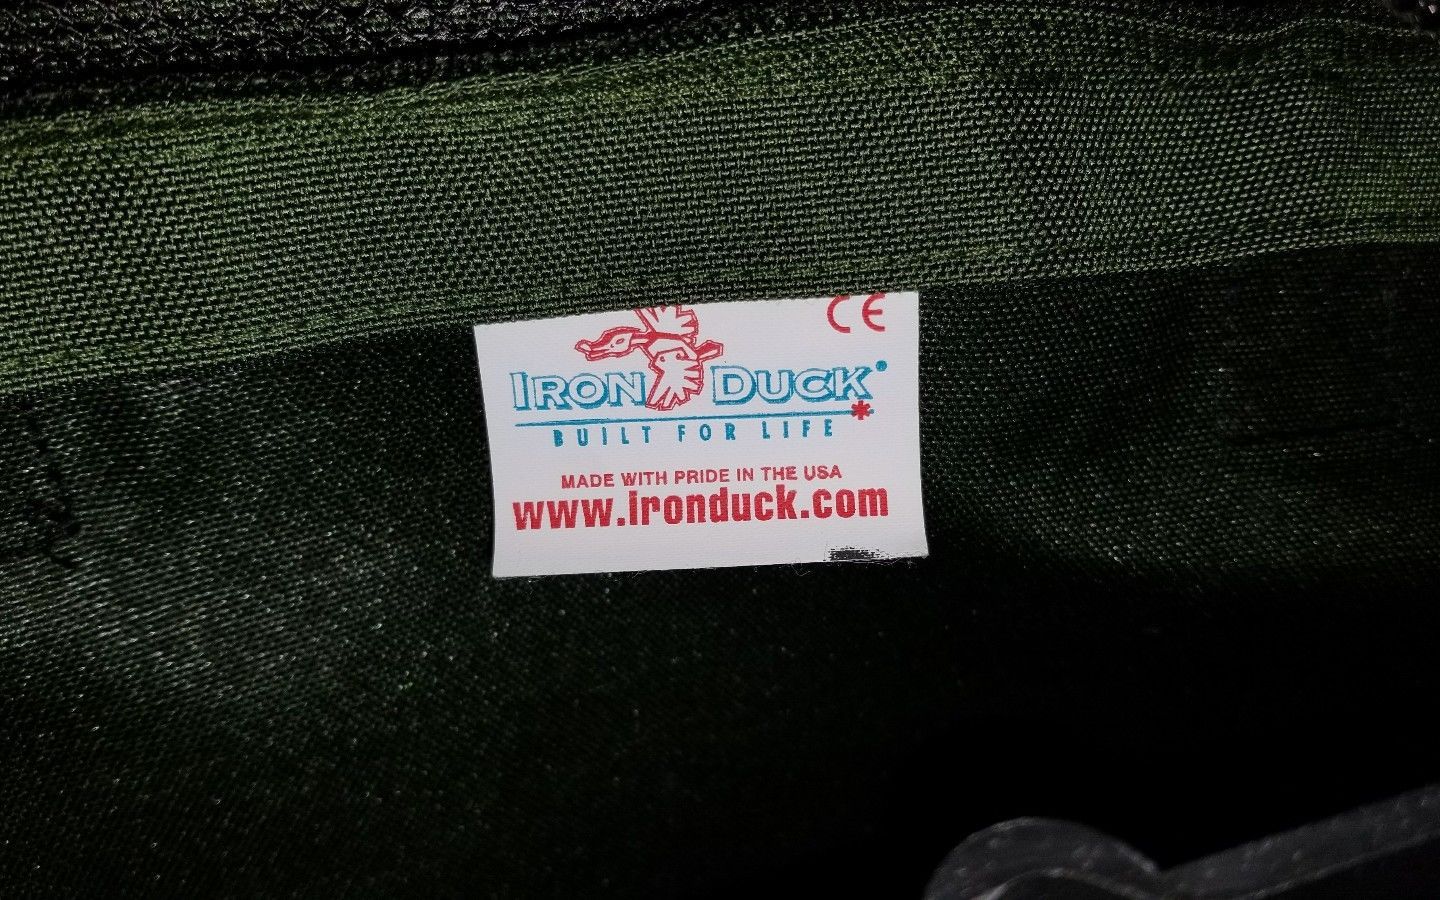 CE
IRON DUCK®
BUILT FOR LIFE
MADE WITH PRIDE IN THE USA
www.ironduck.com